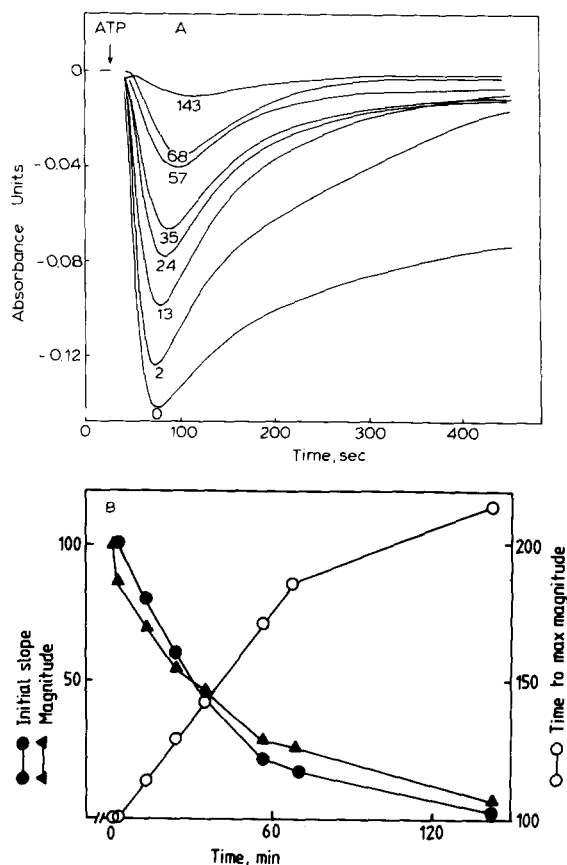 ATP
A
0
-0.04
-0.08
-0.12
Absorbance Units
143
68
57
35
24
13
2
0
0 100 200 300 400
Time, sec
B
100
50
Initial slope
Magnitude
200
150
100
Time to max magnitude
0 60 120
Time, min